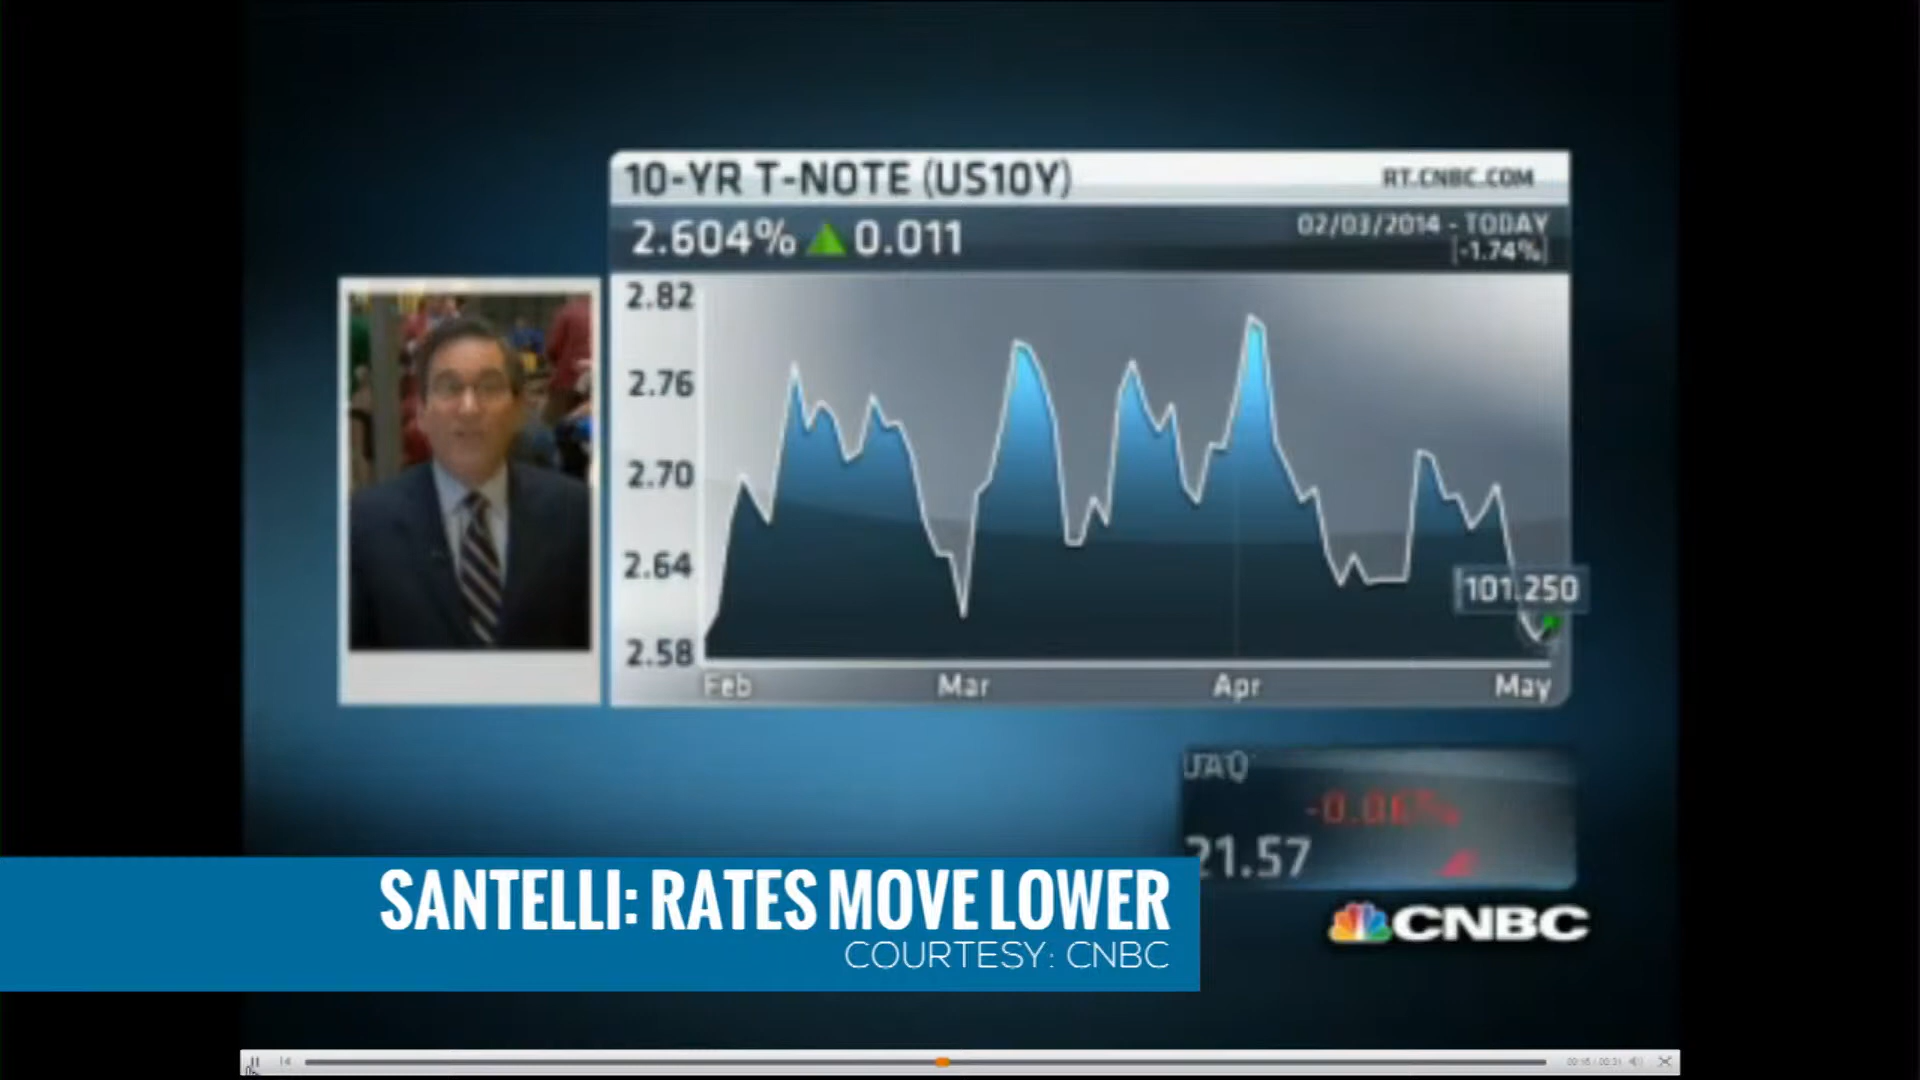 10-YR T-NOTE (US10Y)
RT.CNBC.COM
2.604% ▲ 0.011
02/03/2014 - TODAY
[-1.74%]
2.82
2.76
2.70
2.64
2.58
101.250
Feb Mar Apr May
21.57
SANTELLI: RATES MOVE LOWER
COURTESY: CNBC
CNBC